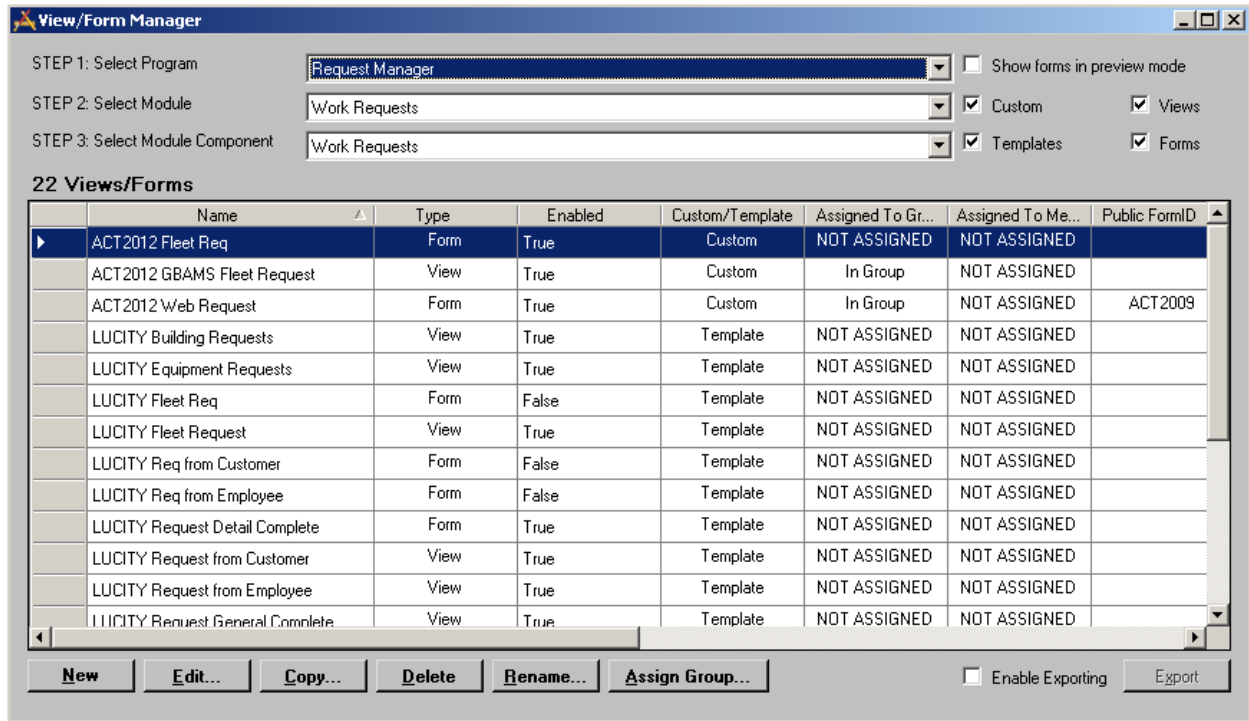 View/Form Manager
STEP 1: Select Program Request Manager Show forms in preview mode
STEP 2: Select Module Work Requests Custom Views
STEP 3: Select Module Component Work Requests Templates Forms
22 Views/Forms
Name Type Enabled Custom/Template Assigned To Gr... Assigned To Me... Public FormID
ACT2012 Fleet Req Form True Custom NOT ASSIGNED NOT ASSIGNED
ACT2012 GBAMS Fleet Request View True Custom In Group NOT ASSIGNED
ACT2012 Web Request Form True Custom In Group NOT ASSIGNED ACT2009
LUCITY Building Requests View True Template NOT ASSIGNED NOT ASSIGNED
LUCITY Equipment Requests View True Template NOT ASSIGNED NOT ASSIGNED
LUCITY Fleet Req Form False Template NOT ASSIGNED NOT ASSIGNED
LUCITY Fleet Request View True Template NOT ASSIGNED NOT ASSIGNED
LUCITY Req from Customer Form False Template NOT ASSIGNED NOT ASSIGNED
LUCITY Req from Employee Form False Template NOT ASSIGNED NOT ASSIGNED
LUCITY Request Detail Complete Form True Template NOT ASSIGNED NOT ASSIGNED
LUCITY Request from Customer View True Template NOT ASSIGNED NOT ASSIGNED
LUCITY Request from Employee View True Template NOT ASSIGNED NOT ASSIGNED
LUCITY Request General Complete View True Template NOT ASSIGNED NOT ASSIGNED
New Edit... Copy... Delete Rename... Assign Group... Enable Exporting Export